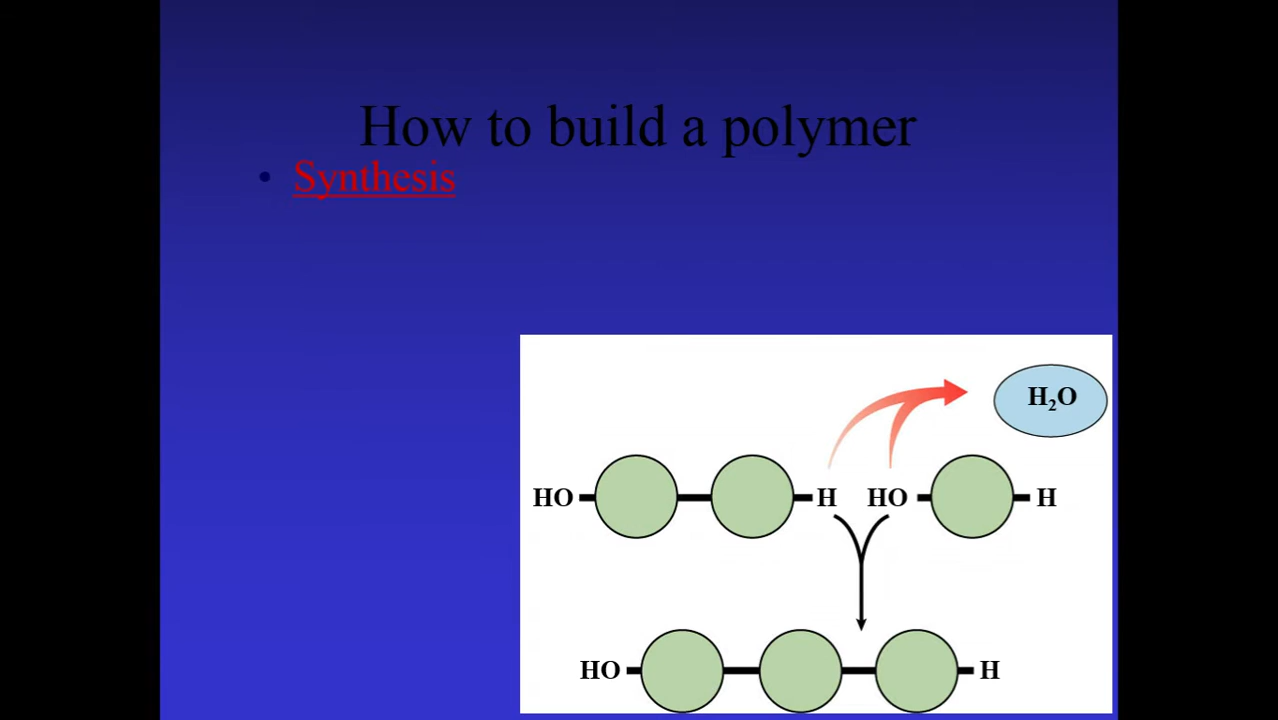 How to build a polymer
• Synthesis
H₂O
HO H HO H
HO H